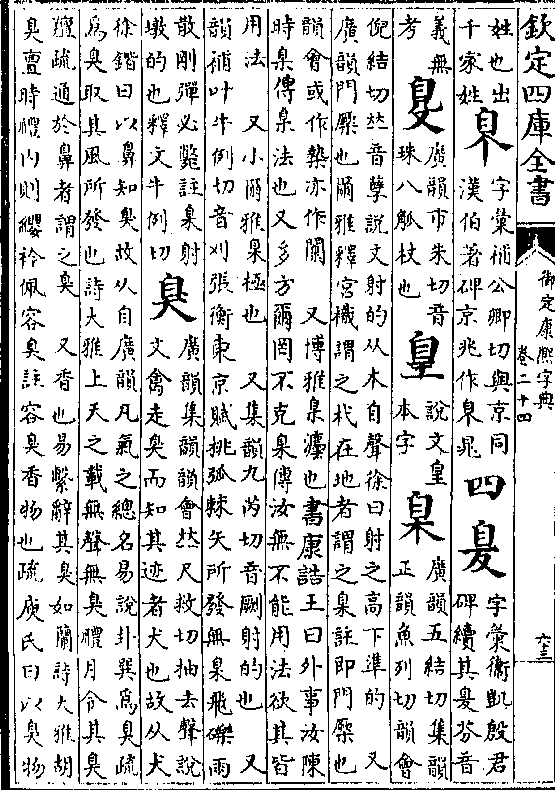 欽定四庫全書
御定康熙字典
卷二十四
六三
姓也出
千家姓
字彙補公卿切與京同
漢伯著碑京兆作 兆
四
字彙衡凱殷君
碑續其 芬音
義無
考
廣韻市朱切音
殊八觚杖也
說文皇
本字
臬
廣韻五結切集韻
正韻魚列切韻會
倪結切𠀤音孽說文射的从木自聲徐曰射之高下準的 又
廣韻門橜也爾雅釋宮樴謂之杙在地者謂之臬註即門橜也
韻會或作槷亦作闑 又博雅臬灋也書康誥王曰外事汝陳
時臬傳臬法也又多方爾罔不克臬傳汝無不能用法欲其皆
用法 又小爾雅臬極也 又集韻九芮切音劂射的也 又
韻補叶牛例切音刈張衡東京賦桃弧棘矢所發無臬飛礫雨
散剛彈必斃註臬射
墩的也釋文牛例切
臭
廣韻集韻韻會𠀤尺救切抽去聲說
文禽走臭而知其迹者犬也故从犬
徐鍇曰以鼻知臭故从自廣韻凡氣之總名易說卦巽爲臭疏
爲臭取其風所發也詩大雅上天之載無聲無臭禮月令其臭
羶疏通於鼻者謂之臭 又香也易繫辭其臭如蘭詩大雅胡
臭亶時禮內則纓衿佩容臭註容臭香物也疏庾氏曰以臭物